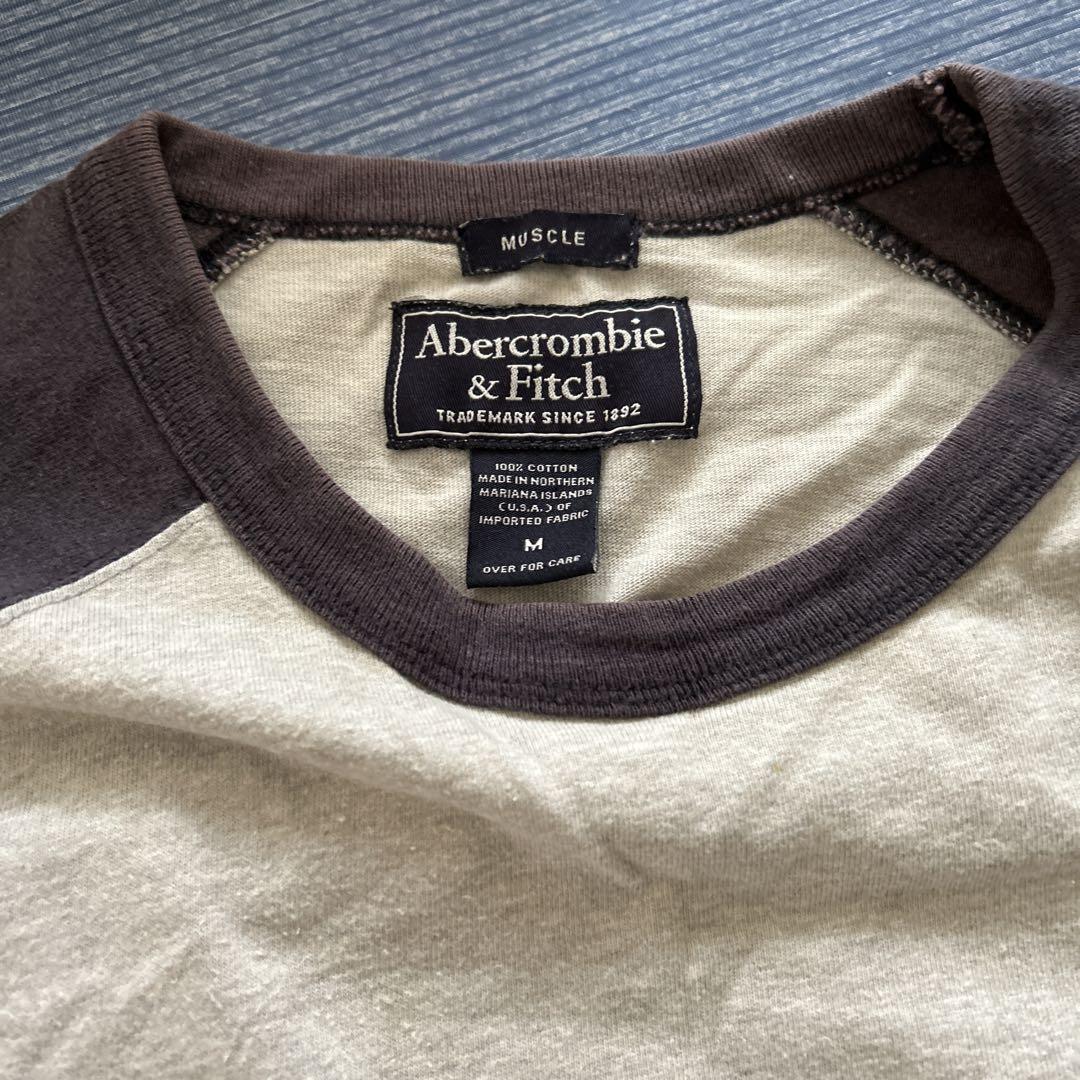 MUSCLE
Abercrombie
& Fitch
TRADEMARK SINCE 1892
100% COTTON
MADE IN NORTHERN
MARIANA ISLANDS
(U.S.A.) OF
IMPORTED FABRIC
M
OVER FOR CARE